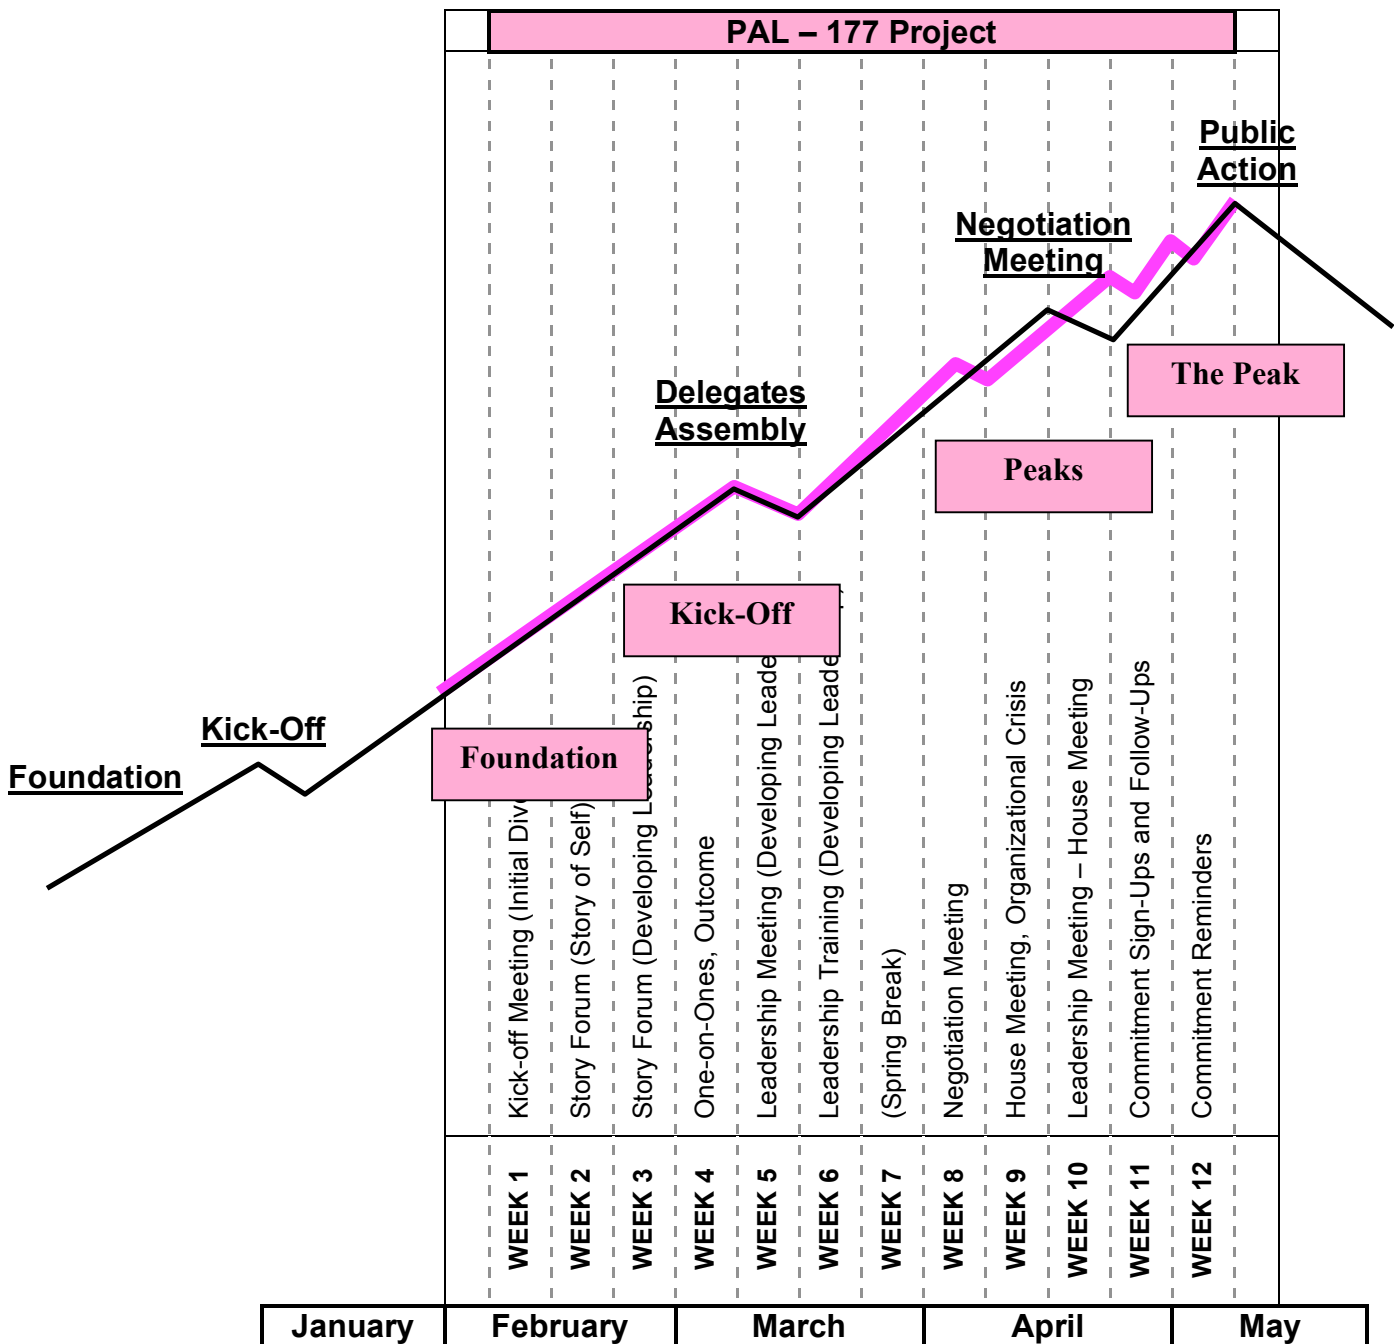 PAL – 177 Project
Public
Action
Negotiation
Meeting
The Peak
Delegates
Assembly
Peaks
Kick-Off
Kick-Off
Foundation
Foundation
Kick-off Meeting (Initial
Story Forum (Story of Self)
Story Forum (Developing Leadership)
One-on-Ones, Outcome
Leadership Meeting (Developing
Leadership Training (Developing
(Spring Break)
Negotiation Meeting
House Meeting, Organizational Crisis
Leadership Meeting – House Meeting
Commitment Sign-Ups and Follow-Ups
Commitment Reminders
WEEK 1
WEEK 2
WEEK 3
WEEK 4
WEEK 5
WEEK 6
WEEK 7
WEEK 8
WEEK 9
WEEK 10
WEEK 11
WEEK 12
January
February
March
April
May